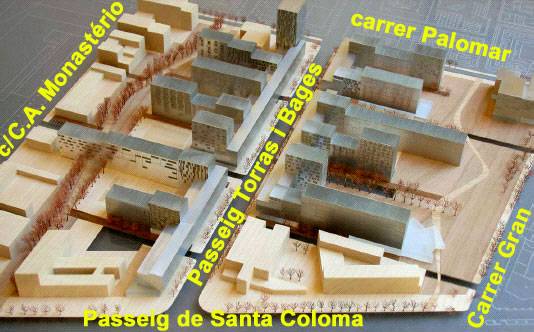 carrer Palomar
c/C.A. Monastério
Passeig Torras i Bages
Carrer Gran
Passeig de Santa Coloma